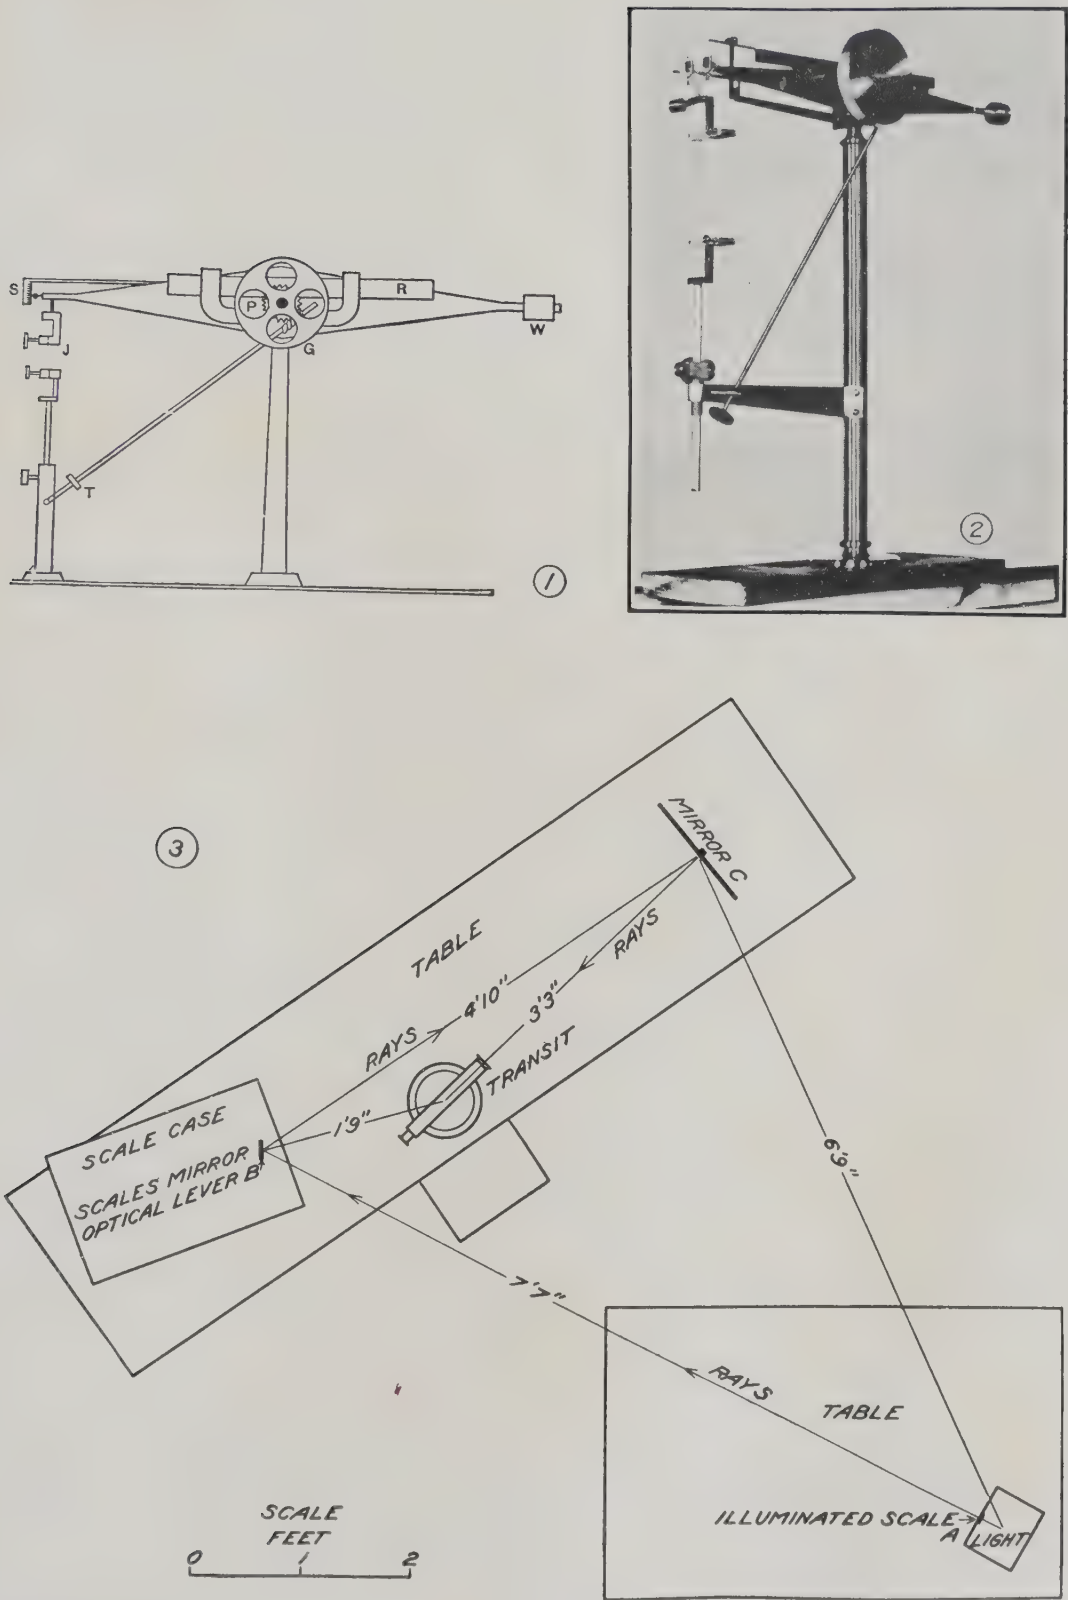 S
R
P
W
G
J
T
1
2
3
MIRROR C
TABLE
RAYS
4'10"
3'3"
RAYS
TRANSIT
1'9"
SCALE CASE
SCALES MIRROR
OPTICAL LEVER B
6'9"
7'7"
RAYS
TABLE
ILLUMINATED SCALE
A
LIGHT
SCALE
FEET
0 1 2